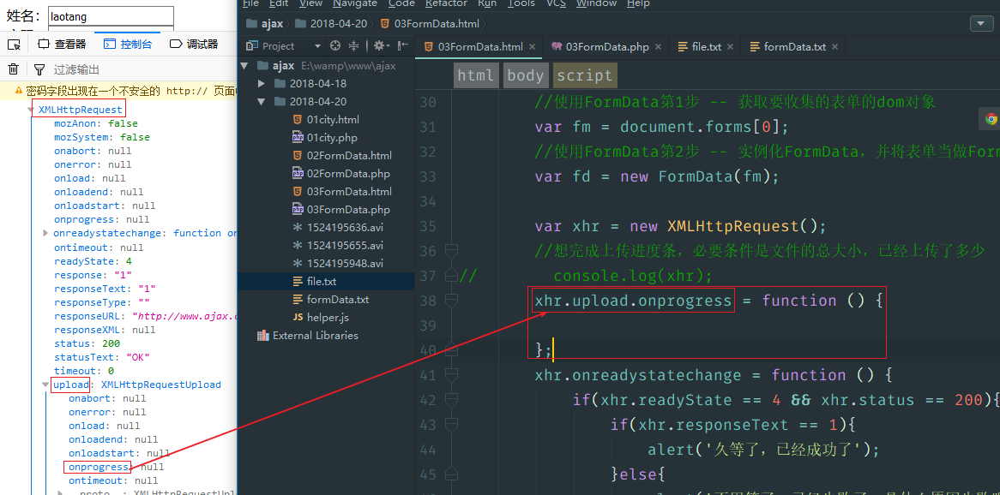 姓名： laotang
查看器 控制台 调试器
过滤输出
密码字段出现在一个不安全的 http:// 页面
XMLHttpRequest
mozAnon: false
mozSystem: false
onabort: null
onerror: null
onload: null
onloadend: null
onloadstart: null
onprogress: null
onreadystatechange: function on
ontimeout: null
readyState: 4
response: "1"
responseText: "1"
responseType: ""
responseURL: "http://www.ajax.c
responseXML: null
status: 200
statusText: "OK"
timeout: 0
upload: XMLHttpRequestUpload
onabort: null
onerror: null
onload: null
onloadend: null
onloadstart: null
onprogress: null
ontimeout: null
__proto__: XMLHttpRequestUpl
File Edit View Navigate Code Refactor Run Tools VCS Window Help
ajax 2018-04-20 03FormData.html
Project
ajax E:\wamp\www\ajax
2018-04-18
2018-04-20
01city.html
01city.php
02FormData.html
02FormData.php
03FormData.html
03FormData.php
1524195636.avi
1524195655.avi
1524195948.avi
file.txt
formData.txt
helper.js
External Libraries
03FormData.html × 03FormData.php × file.txt × formData.txt ×
html body script
30 //使用FormData第1步 -- 获取要收集的表单的dom对象
31 var fm = document.forms[0];
32 //使用FormData第2步 -- 实例化FormData，并将表单当做For
33 var fd = new FormData(fm);
34
35 var xhr = new XMLHttpRequest();
36 //想完成上传进度条，必要条件是文件的总大小，已经上传了多少
37 // console.log(xhr);
38 xhr.upload.onprogress = function () {
39
40 };
41 xhr.onreadystatechange = function () {
42 if(xhr.readyState == 4 && xhr.status == 200){
43 if(xhr.responseText == 1){
44 alert('久等了，已经成功了');
45 }else{